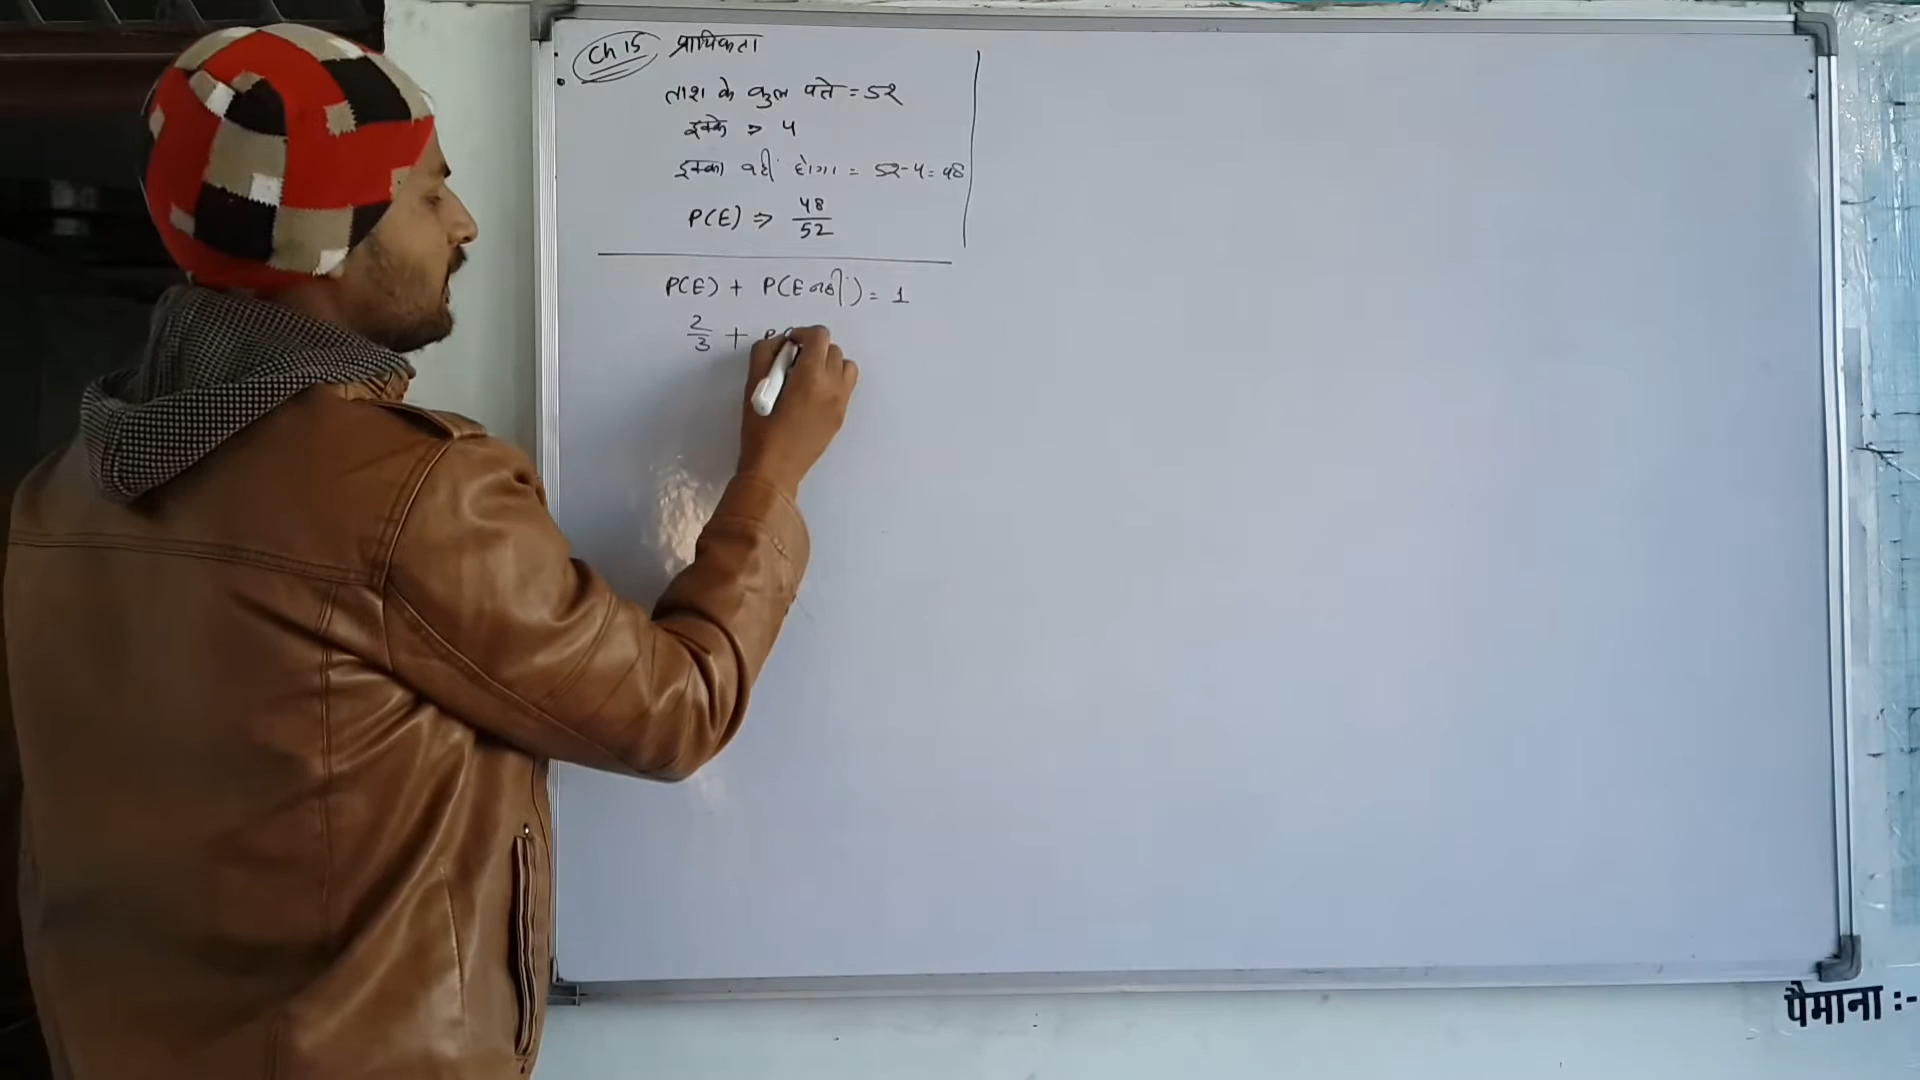 Ch 15 प्रायिकता
ताश के कुल पत्ते = 52
इक्के ⇒ 4
इक्का नहीं होगा = 52-4=48
P(E) ⇒ 48/52
P(E) + P(E नहीं) = 1
2/3 + P(
पैमाना :-